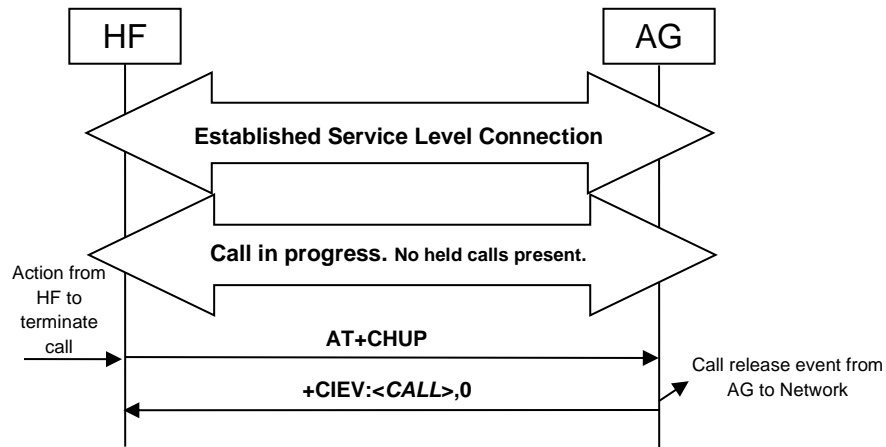 HF
AG
Established Service Level Connection
Call in progress. No held calls present.
Action from
HF to
terminate
call
AT+CHUP
Call release event from
AG to Network
+CIEV:<CALL>,0